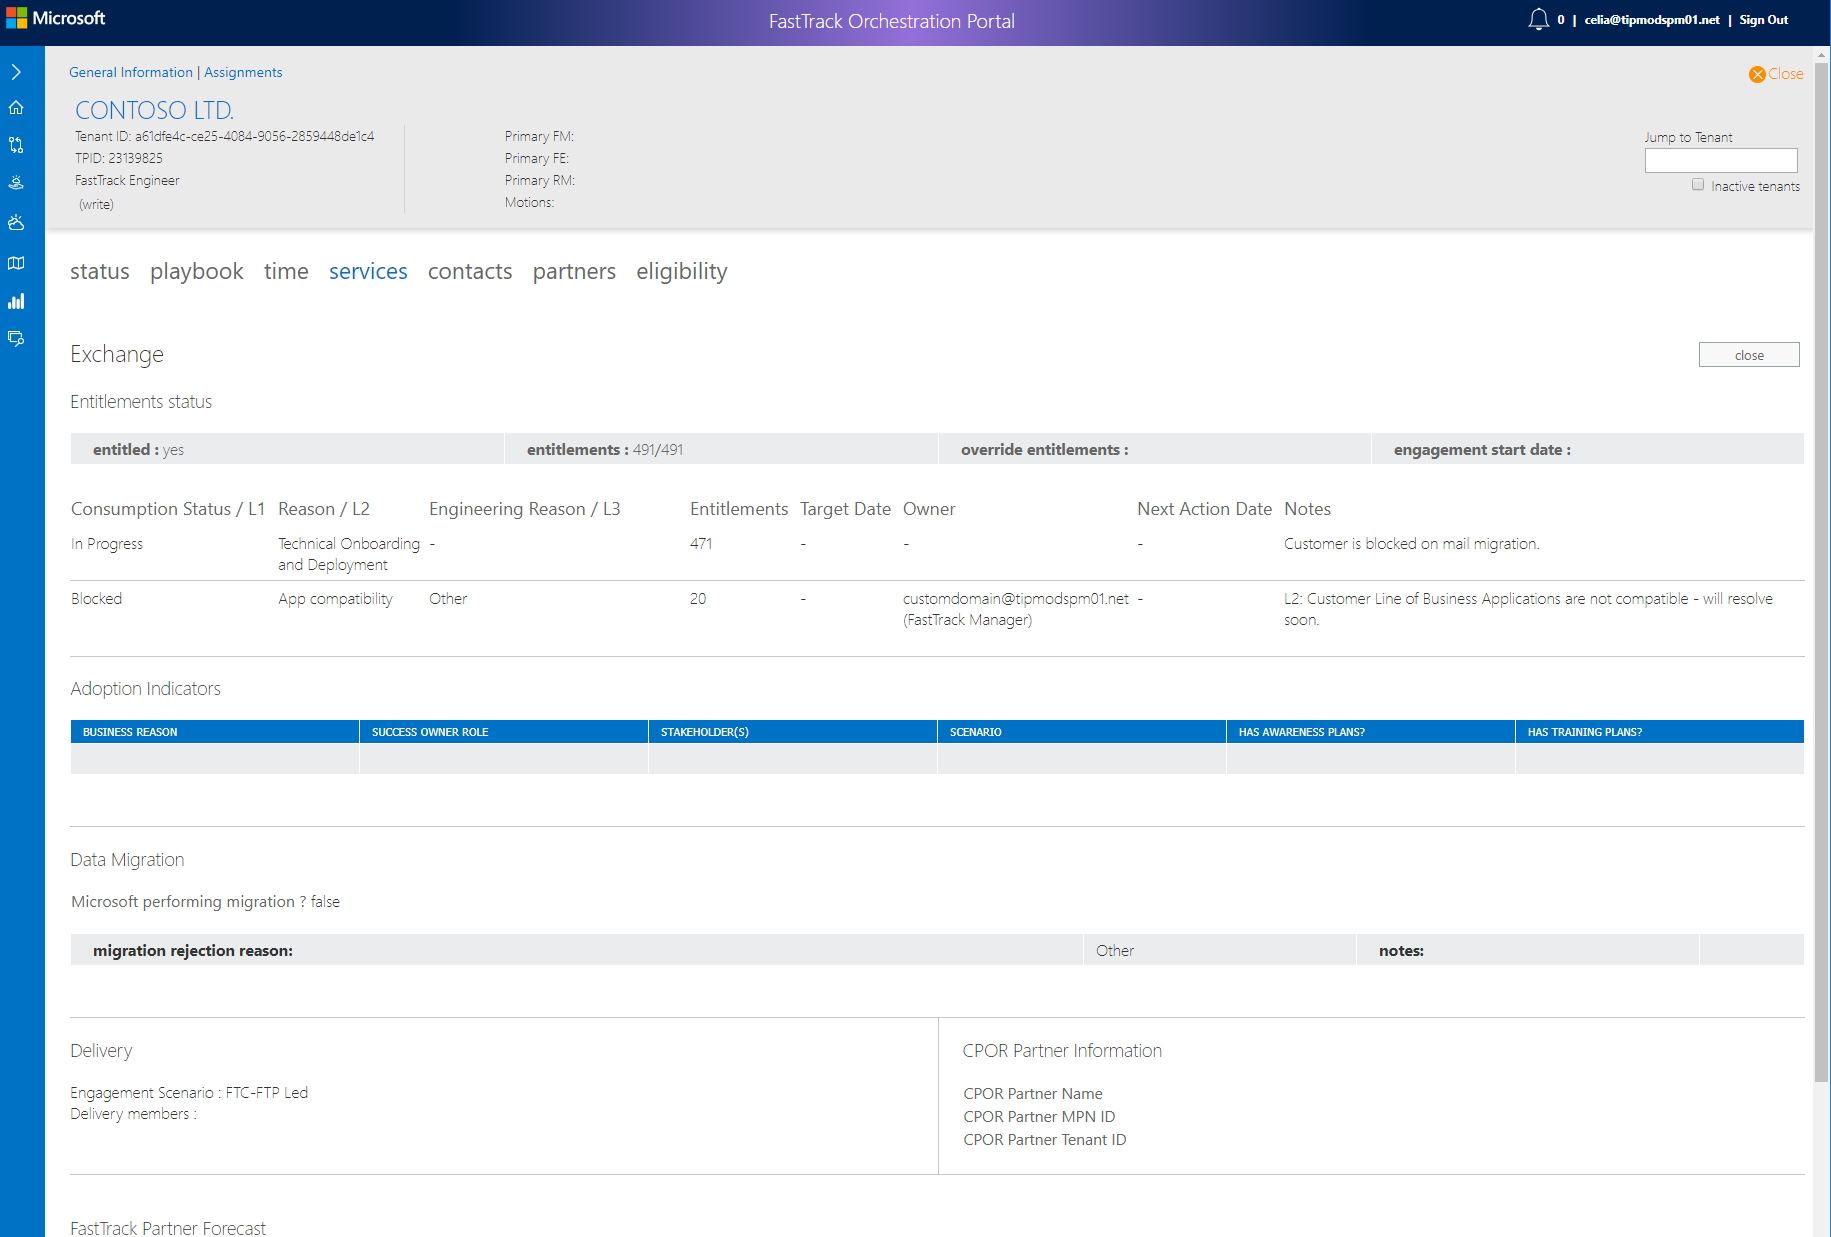 Microsoft
FastTrack Orchestration Portal
0 | celia@tipmodspm01.net | Sign Out
General Information | Assignments
Close
CONTOSO LTD.
Tenant ID: a61dfe4c-ce25-4084-9056-2859448de1c4
TPID: 23139825
FastTrack Engineer
(write)
Primary FM:
Primary FE:
Primary RM:
Motions:
Jump to Tenant
Inactive tenants
status playbook time services contacts partners eligibility
Exchange
close
Entitlements status
entitled : yes
entitlements : 491/491
override entitlements :
engagement start date :
Consumption Status / L1 Reason / L2 Engineering Reason / L3 Entitlements Target Date Owner Next Action Date Notes
In Progress Technical Onboarding - 471 - - - Customer is blocked on mail migration.
and Deployment
Blocked App compatibility Other 20 - customdomain@tipmodspm01.net - L2: Customer Line of Business Applications are not compatible - will resolve
(FastTrack Manager) soon.
Adoption Indicators
BUSINESS REASON SUCCESS OWNER ROLE STAKEHOLDER(S) SCENARIO HAS AWARENESS PLANS? HAS TRAINING PLANS?
Data Migration
Microsoft performing migration ? false
migration rejection reason: Other notes:
Delivery
Engagement Scenario : FTC-FTP Led
Delivery members :
CPOR Partner Information
CPOR Partner Name
CPOR Partner MPN ID
CPOR Partner Tenant ID
FastTrack Partner Forecast